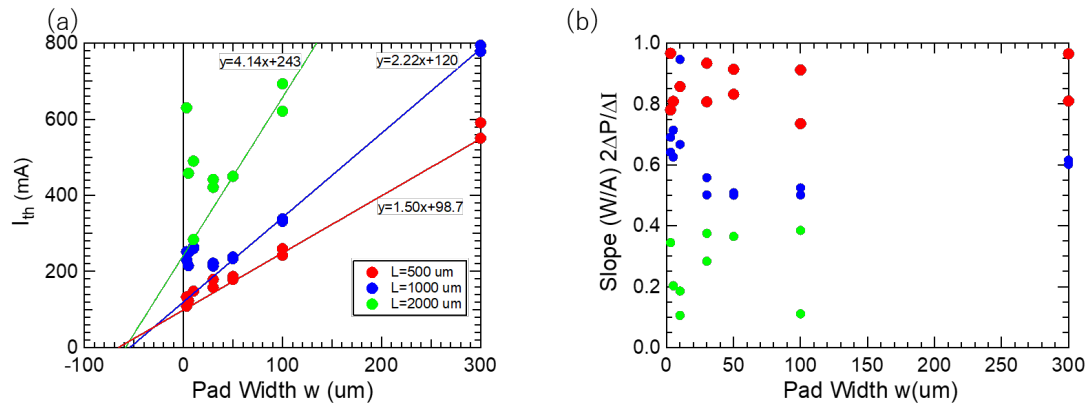 (a)
(b)
I_th (mA)
800
600
400
200
0
y=4.14x+243
y=2.22x+120
y=1.50x+98.7
L=500 um
L=1000 um
L=2000 um
-100 0 100 200 300
Pad Width w (um)
Slope (W/A) 2ΔP/ΔI
1.0
0.8
0.6
0.4
0.2
0.0
0 50 100 150 200 250 300
Pad Width w(um)